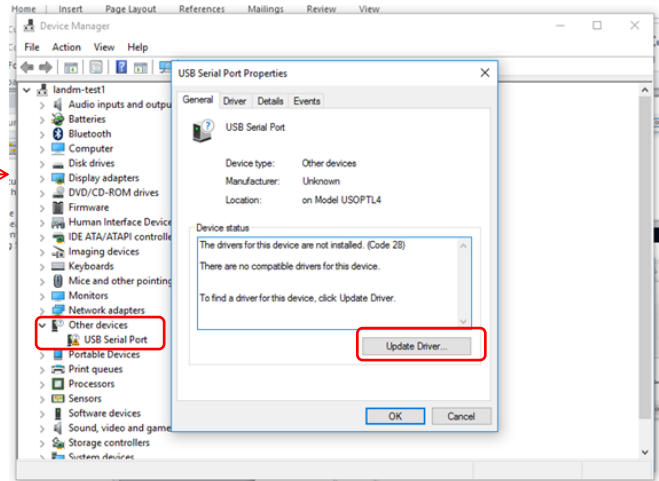 Home Insert Page Layout References Mailings Review View
Device Manager
File Action View Help
landm-test1
Audio inputs and outpu
Batteries
Bluetooth
Computer
Disk drives
Display adapters
DVD/CD-ROM drives
Firmware
Human Interface Device
IDE ATA/ATAPI controlle
Imaging devices
Keyboards
Mice and other pointing
Monitors
Network adapters
Other devices
USB Serial Port
Portable Devices
Print queues
Processors
Sensors
Software devices
Sound, video and game
Storage controllers
System devices
USB Serial Port Properties
General Driver Details Events
USB Serial Port
Device type: Other devices
Manufacturer: Unknown
Location: on Model USOPTL4
Device status
The drivers for this device are not installed. (Code 28)
There are no compatible drivers for this device.
To find a driver for this device, click Update Driver.
Update Driver...
OK Cancel